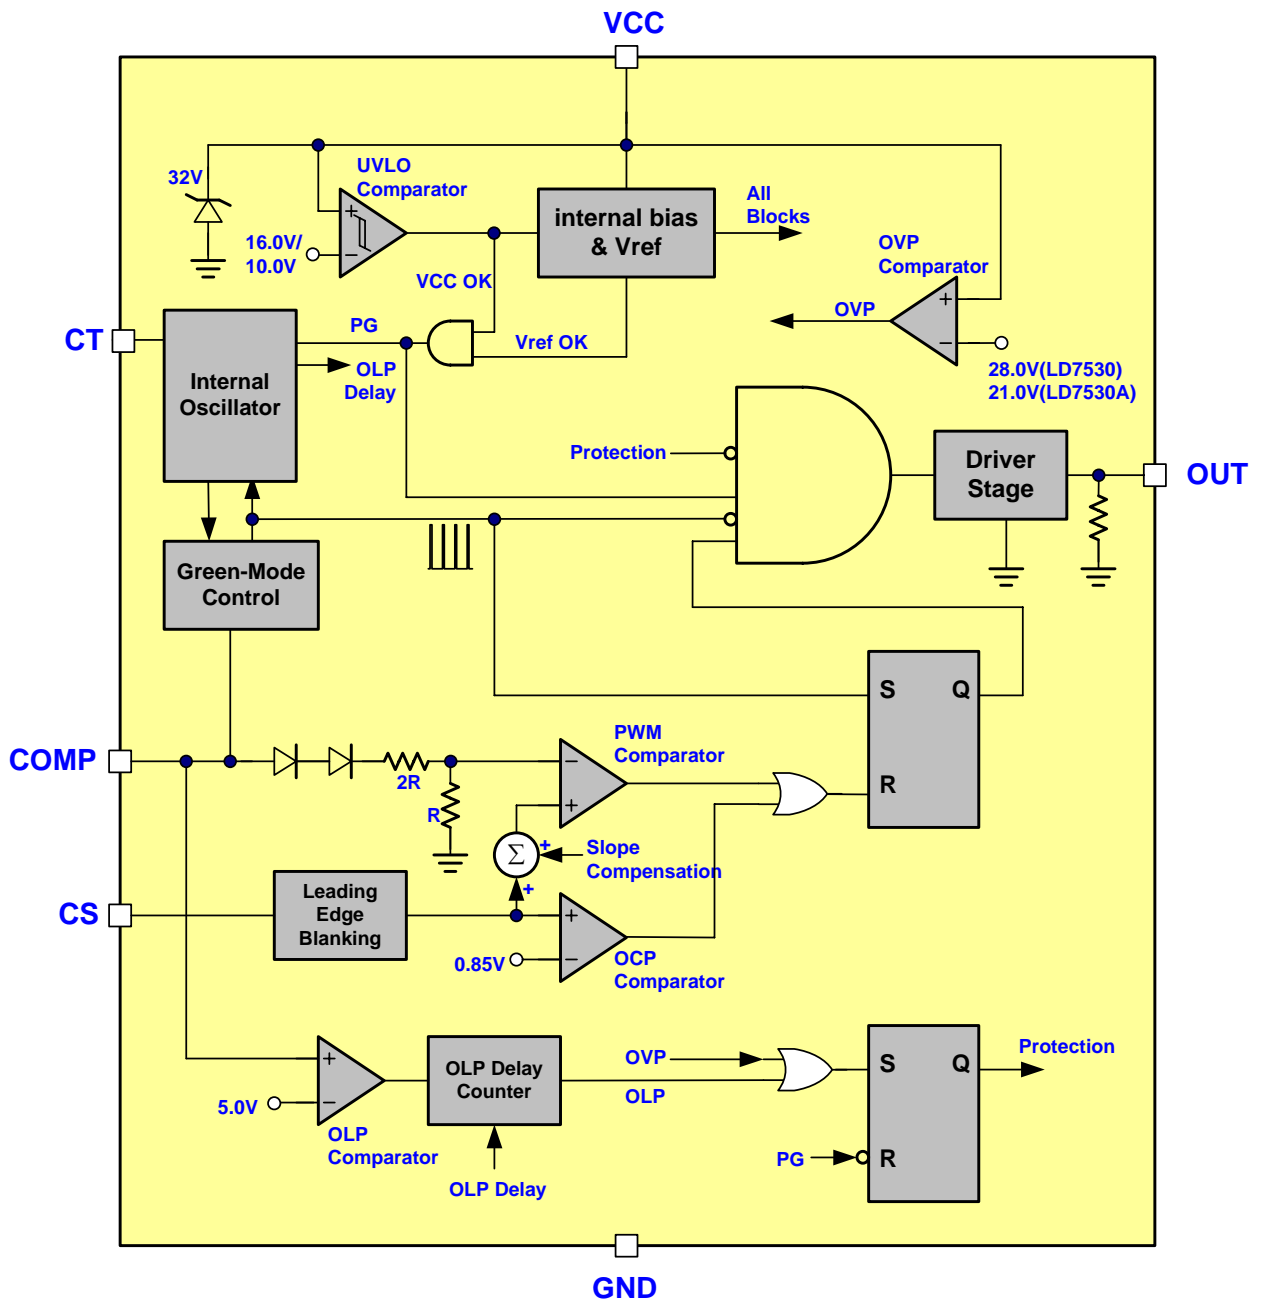 VCC
32V
UVLO
Comparator
16.0V/
10.0V
+
−
internal bias
& Vref
All
Blocks
OVP
Comparator
VCC OK
OVP
+
−
28.0V(LD7530)
21.0V(LD7530A)
CT
PG
Vref OK
OLP
Delay
Internal
Oscillator
Protection
Driver
Stage
OUT
Green-Mode
Control
S
Q
R
COMP
2R
R
PWM
Comparator
−
+
Σ
+
+
Slope
Compensation
CS
Leading
Edge
Blanking
+
−
0.85V
OCP
Comparator
+
−
5.0V
OLP
Comparator
OLP Delay
Counter
OLP Delay
OVP
OLP
S
Q
R
PG
Protection
GND